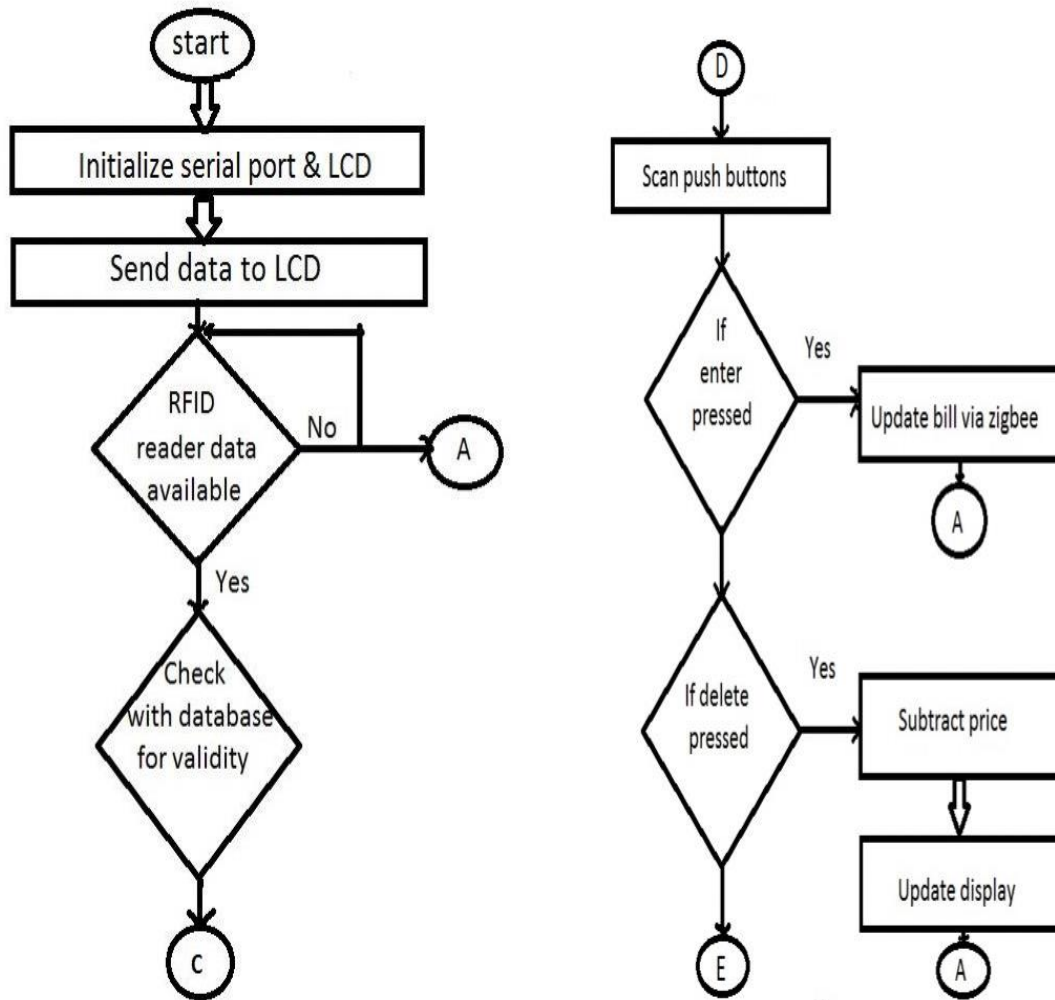 start
Initialize serial port & LCD
Send data to LCD
RFID
reader data
available
No
A
Yes
Check
with database
for validity
c
D
Scan push buttons
If
enter
pressed
Yes
Update bill via zigbee
A
If delete
pressed
Yes
Subtract price
Update display
A
E